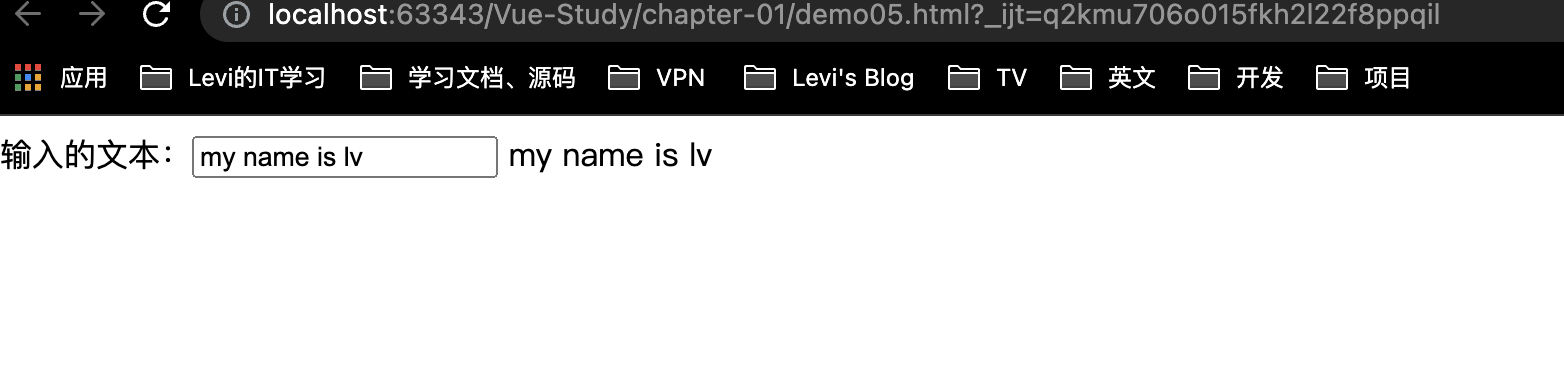 localhost:63343/Vue-Study/chapter-01/demo05.html?_ijt=q2kmu706o015fkh2l22f8ppqil
应用 Levi的IT学习 学习文档、源码 VPN Levi's Blog TV 英文 开发 项目
输入的文本： my name is lv my name is lv